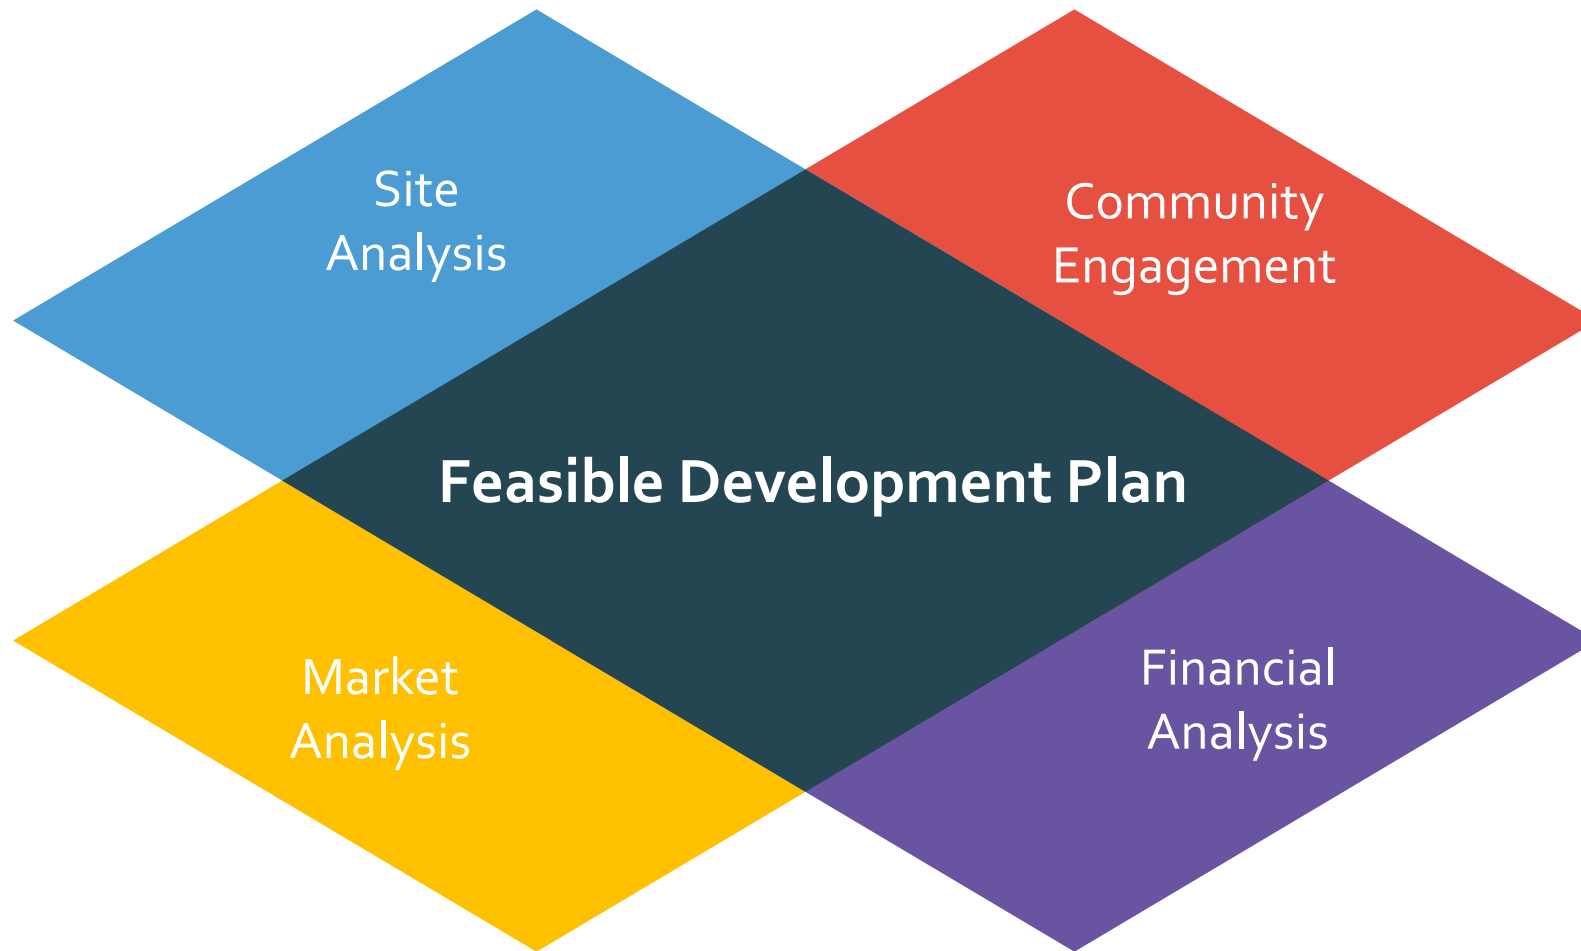 Site
Analysis
Community
Engagement
Feasible Development Plan
Market
Analysis
Financial
Analysis